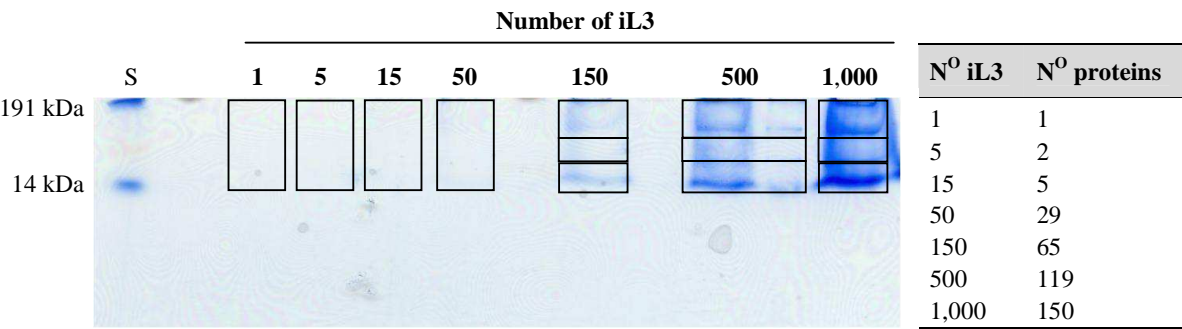 Number of iL3
S 1 5 15 50 150 500 1,000
191 kDa
14 kDa
N^O iL3 N^O proteins
1 1
5 2
15 5
50 29
150 65
500 119
1,000 150